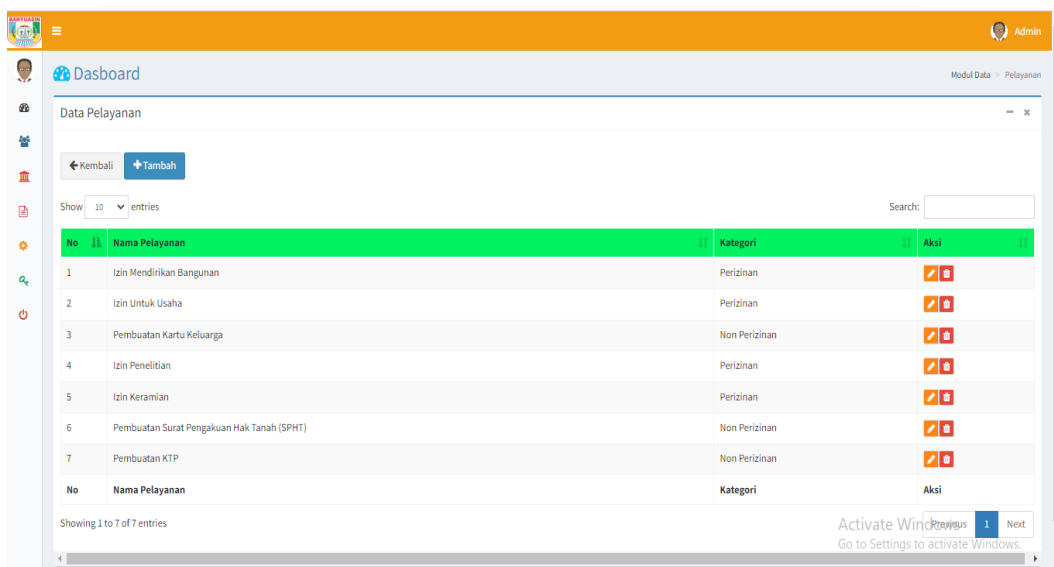 BANYUASIN
Admin
Dasboard
Modul Data > Pelayanan
Data Pelayanan
Kembali
Tambah
Show 10 entries
Search:
No Nama Pelayanan Kategori Aksi
1 Izin Mendirikan Bangunan Perizinan
2 Izin Untuk Usaha Perizinan
3 Pembuatan Kartu Keluarga Non Perizinan
4 Izin Penelitian Perizinan
5 Izin Keramian Perizinan
6 Pembuatan Surat Pengakuan Hak Tanah (SPHT) Non Perizinan
7 Pembuatan KTP Non Perizinan
No Nama Pelayanan Kategori Aksi
Showing 1 to 7 of 7 entries
Previous 1 Next
Activate Windows
Go to Settings to activate Windows.